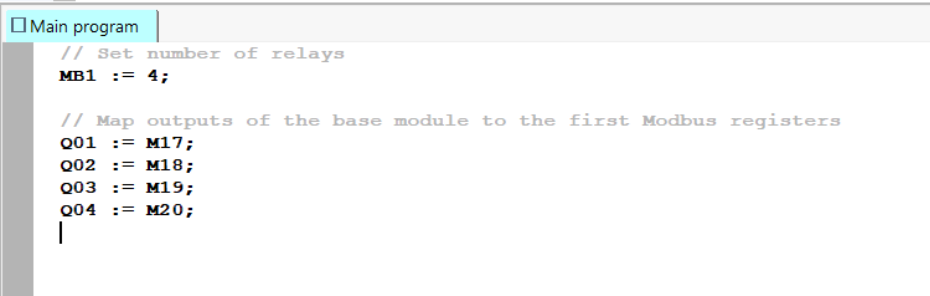 Main program
// Set number of relays
MB1 := 4;
// Map outputs of the base module to the first Modbus registers
Q01 := M17;
Q02 := M18;
Q03 := M19;
Q04 := M20;